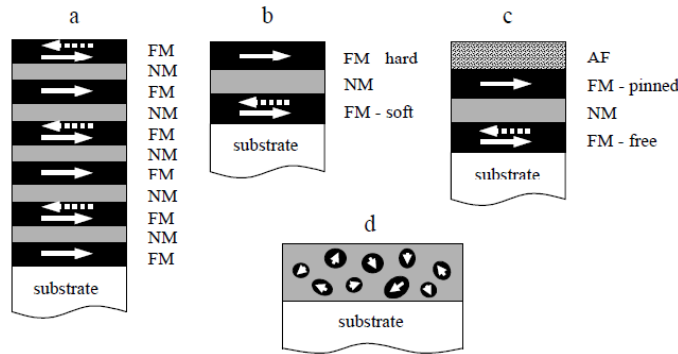 a
FM
NM
FM
NM
FM
NM
FM
NM
FM
NM
FM
substrate
b
FM hard
NM
FM - soft
substrate
c
AF
FM - pinned
NM
FM - free
substrate
d
substrate